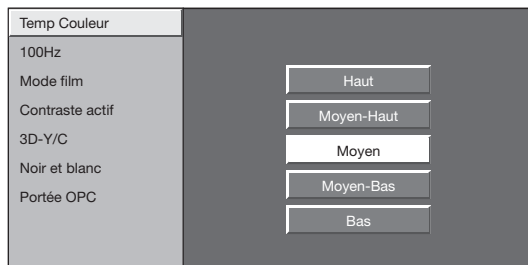 Temp Couleur
100Hz
Mode film
Contraste actif
3D-Y/C
Noir et blanc
Portée OPC
Haut
Moyen-Haut
Moyen
Moyen-Bas
Bas